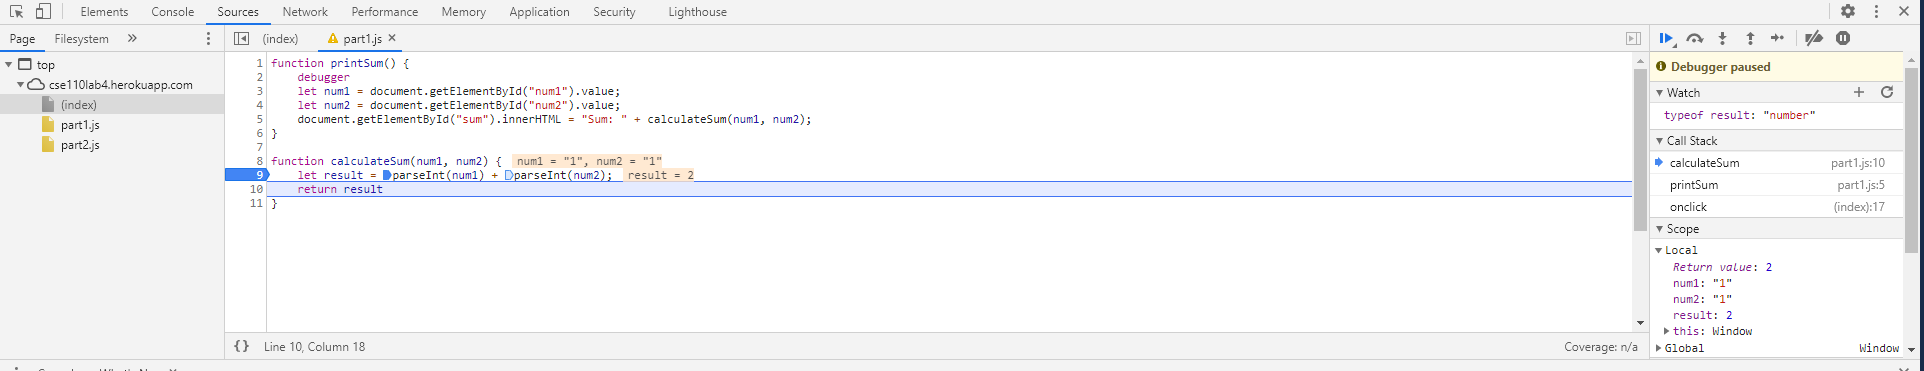 Elements Console Sources Network Performance Memory Application Security Lighthouse
Page Filesystem »
(index) part1.js ×
top
cse110lab4.herokuapp.com
(index)
part1.js
part2.js
1 function printSum() {
2 debugger
3 let num1 = document.getElementById("num1").value;
4 let num2 = document.getElementById("num2").value;
5 document.getElementById("sum").innerHTML = "Sum: " + calculateSum(num1, num2);
6 }
7
8 function calculateSum(num1, num2) { num1 = "1", num2 = "1"
9 let result = parseInt(num1) + parseInt(num2); result = 2
10 return result
11 }
{} Line 10, Column 18 Coverage: n/a
Debugger paused
Watch
typeof result: "number"
Call Stack
calculateSum part1.js:10
printSum part1.js:5
onclick (index):17
Scope
Local
Return value: 2
num1: "1"
num2: "1"
result: 2
this: Window
Global Window